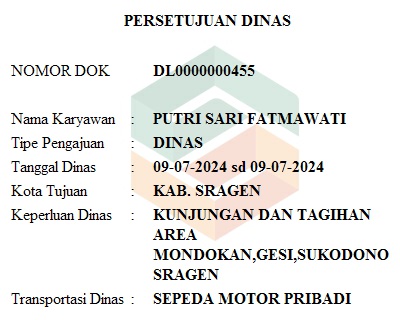 PERSETUJUAN DINAS
NOMOR DOK DL0000000455
Nama Karyawan : PUTRI SARI FATMAWATI
Tipe Pengajuan : DINAS
Tanggal Dinas : 09-07-2024 sd 09-07-2024
Kota Tujuan : KAB. SRAGEN
Keperluan Dinas : KUNJUNGAN DAN TAGIHAN
AREA
MONDOKAN,GESI,SUKODONO
SRAGEN
Transportasi Dinas : SEPEDA MOTOR PRIBADI